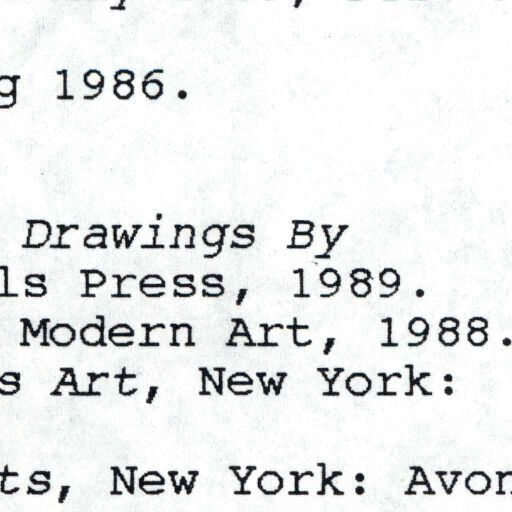 g 1986.
Drawings By
ls Press, 1989.
Modern Art, 1988.
s Art, New York:
ts, New York: Avon